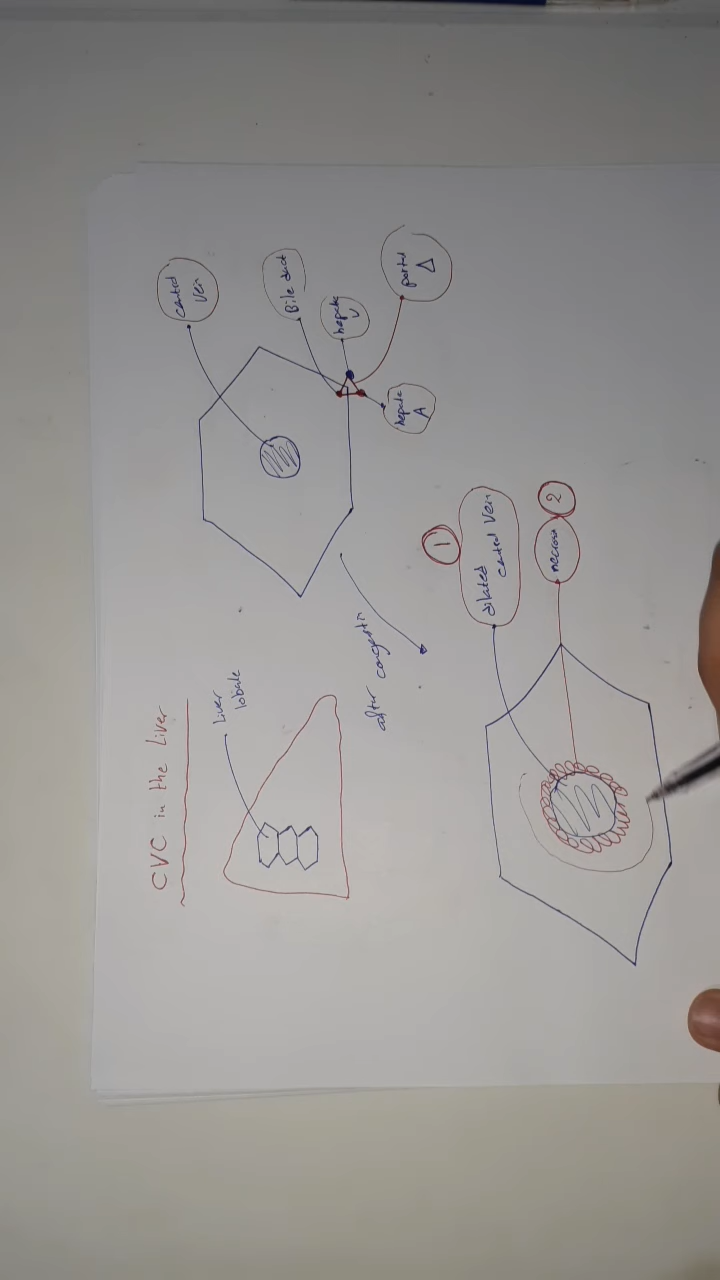 CVC in the Liver
Liver
lobule
central
Vein
Bile duct
hepatic
V
portal
Δ
hepatic
A
after congestion
1
dilated
central Vein
necrosis
2